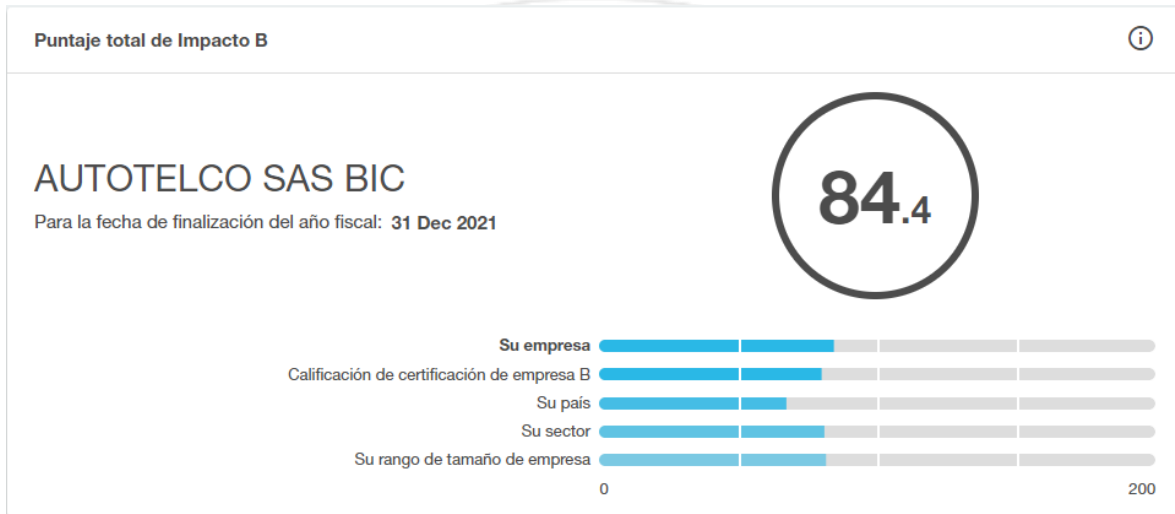 Puntaje total de Impacto B
AUTOTELCO SAS BIC
Para la fecha de finalización del año fiscal: 31 Dec 2021
84.4
Su empresa
Calificación de certificación de empresa B
Su país
Su sector
Su rango de tamaño de empresa
0 200